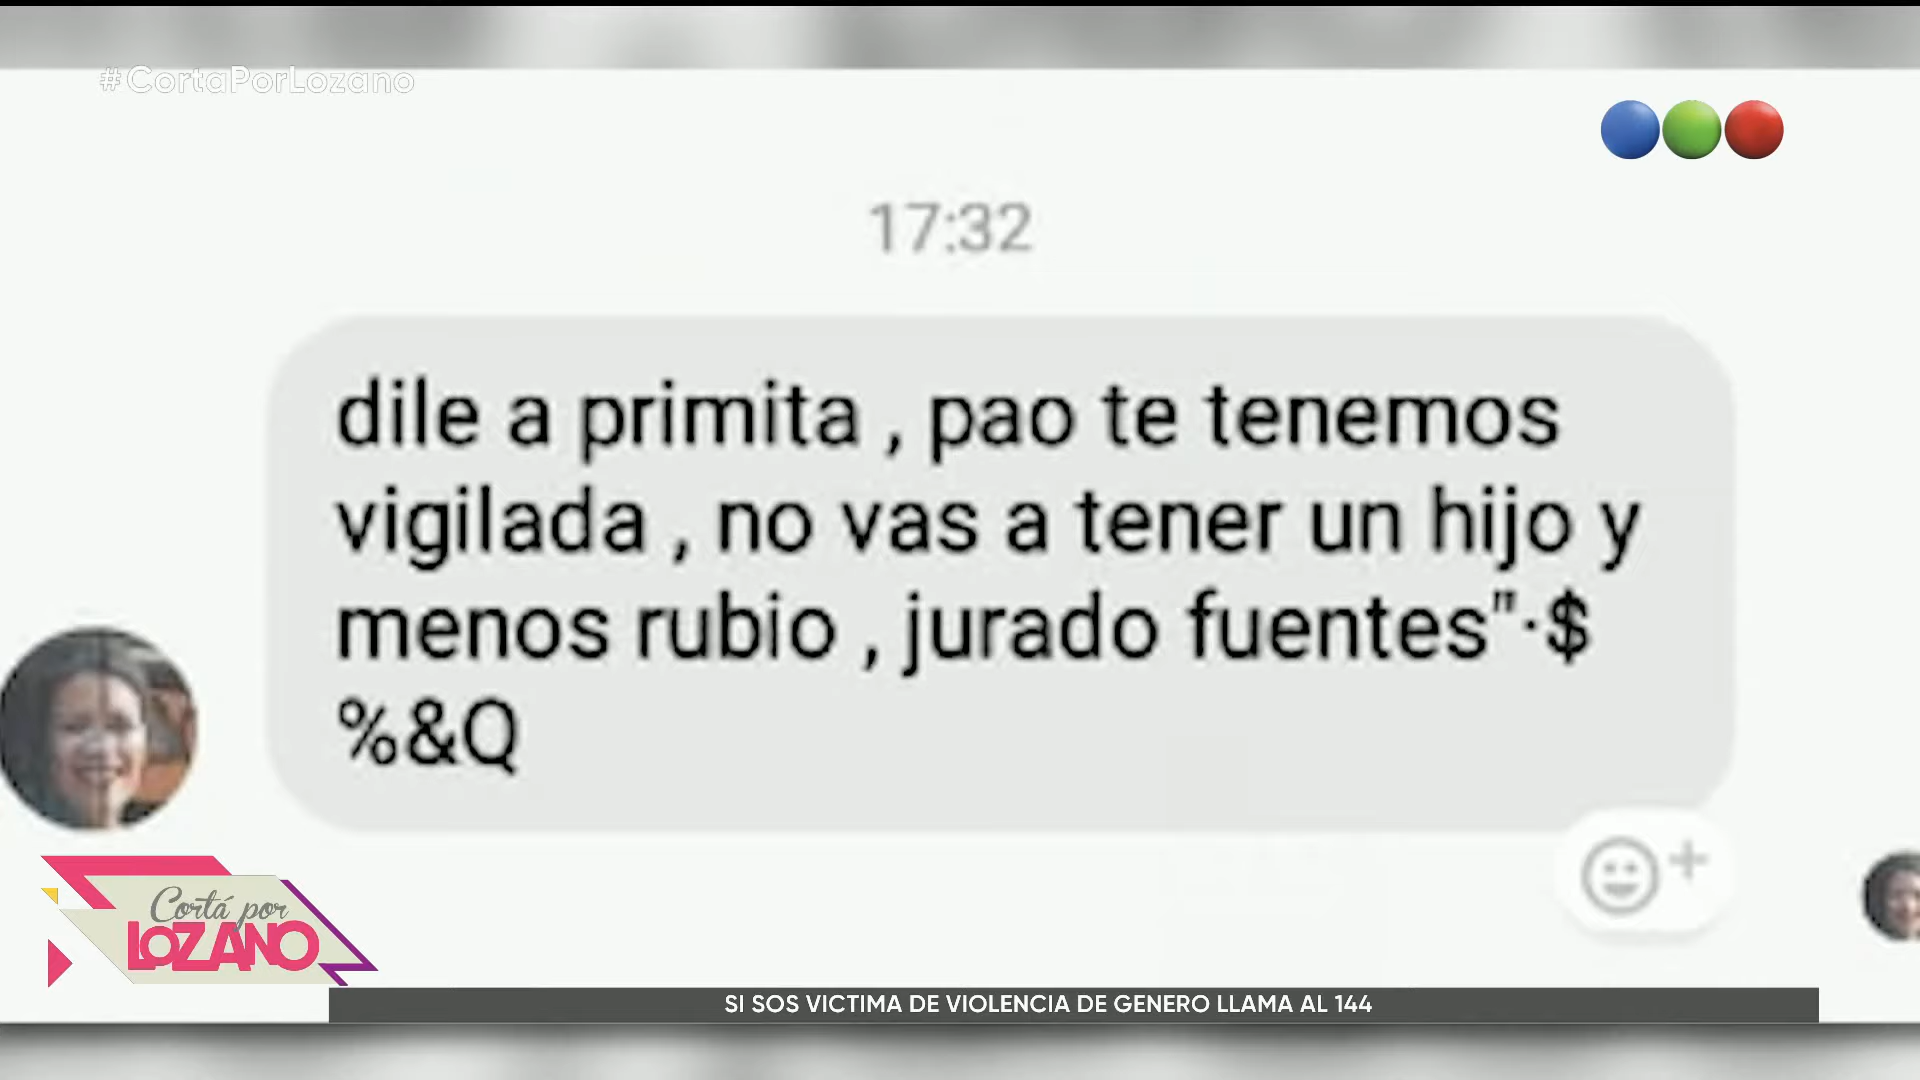 #CortaPorLozano
17:32
dile a primita , pao te tenemos
vigilada , no vas a tener un hijo y
menos rubio , jurado fuentes"·$
%&Q
Cortá por
LOZANO
SI SOS VICTIMA DE VIOLENCIA DE GENERO LLAMA AL 144